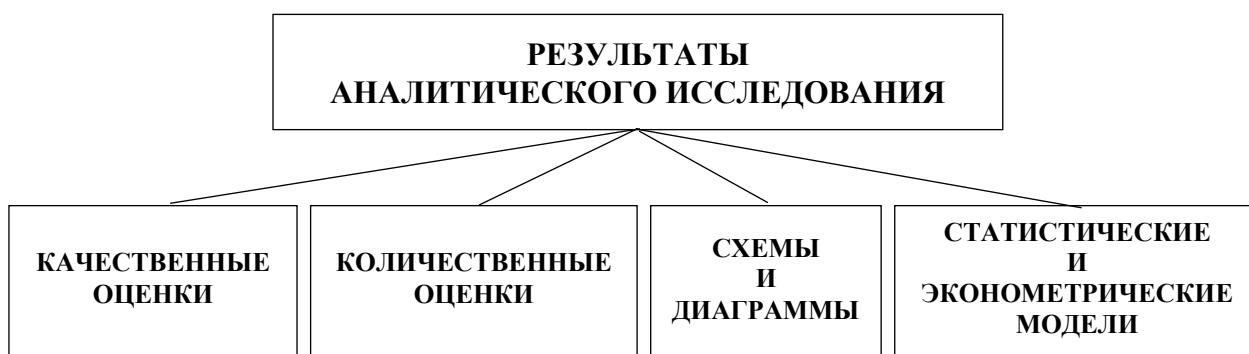 РЕЗУЛЬТАТЫ
АНАЛИТИЧЕСКОГО ИССЛЕДОВАНИЯ
КАЧЕСТВЕННЫЕ
ОЦЕНКИ
КОЛИЧЕСТВЕННЫЕ
ОЦЕНКИ
СХЕМЫ
И
ДИАГРАММЫ
СТАТИСТИЧЕСКИЕ
И
ЭКОНОМЕТРИЧЕСКИЕ
МОДЕЛИ